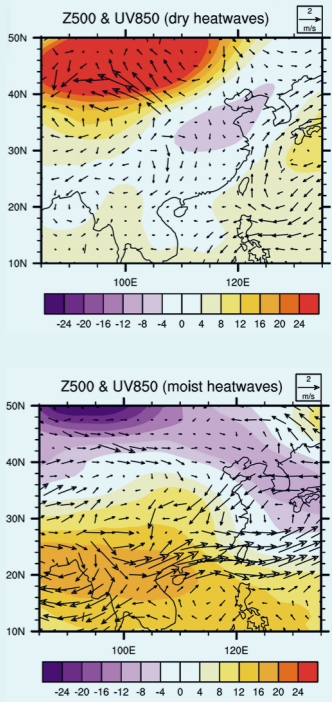 Z500 & UV850 (dry heatwaves)
2
m/s
50N
40N
30N
20N
10N
100E 120E
-24 -20 -16 -12 -8 -4 0 4 8 12 16 20 24
Z500 & UV850 (moist heatwaves)
2
m/s
50N
40N
30N
20N
10N
100E 120E
-24 -20 -16 -12 -8 -4 0 4 8 12 16 20 24